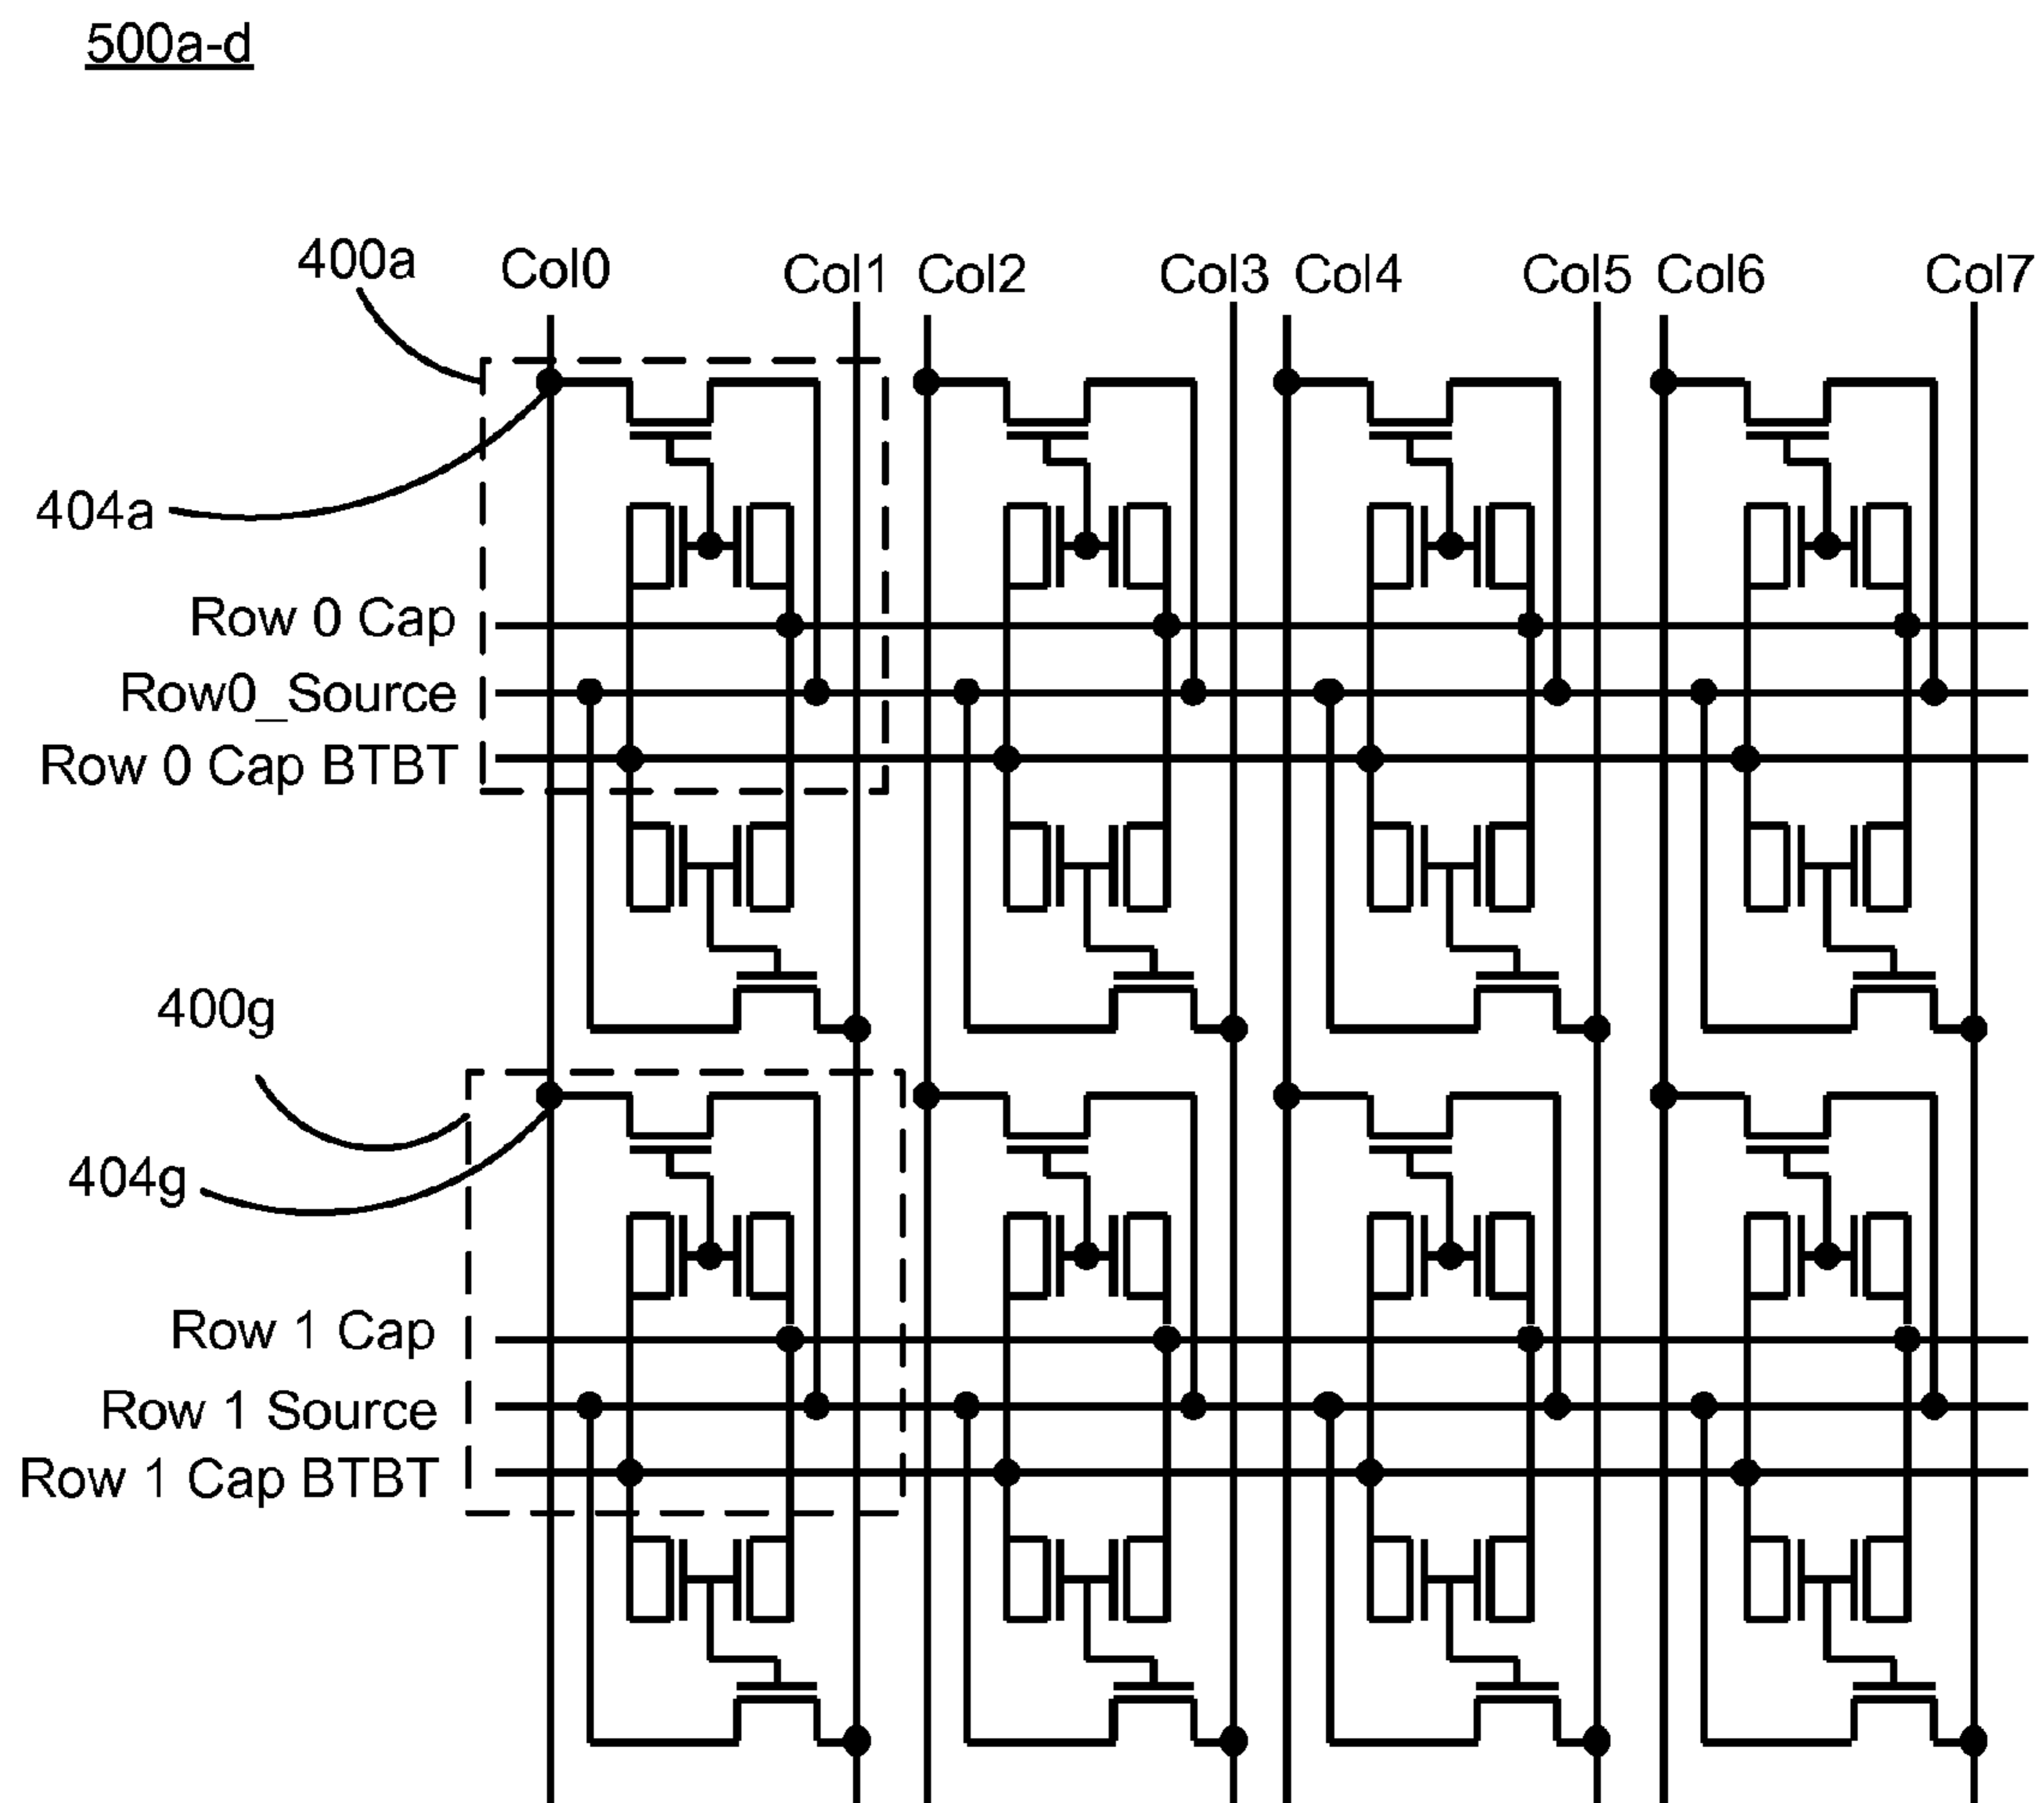 500a-d
400a
Col0
Col1
Col2
Col3
Col4
Col5
Col6
Col7
404a
Row 0 Cap
Row0_Source
Row 0 Cap BTBT
400g
404g
Row 1 Cap
Row 1 Source
Row 1 Cap BTBT